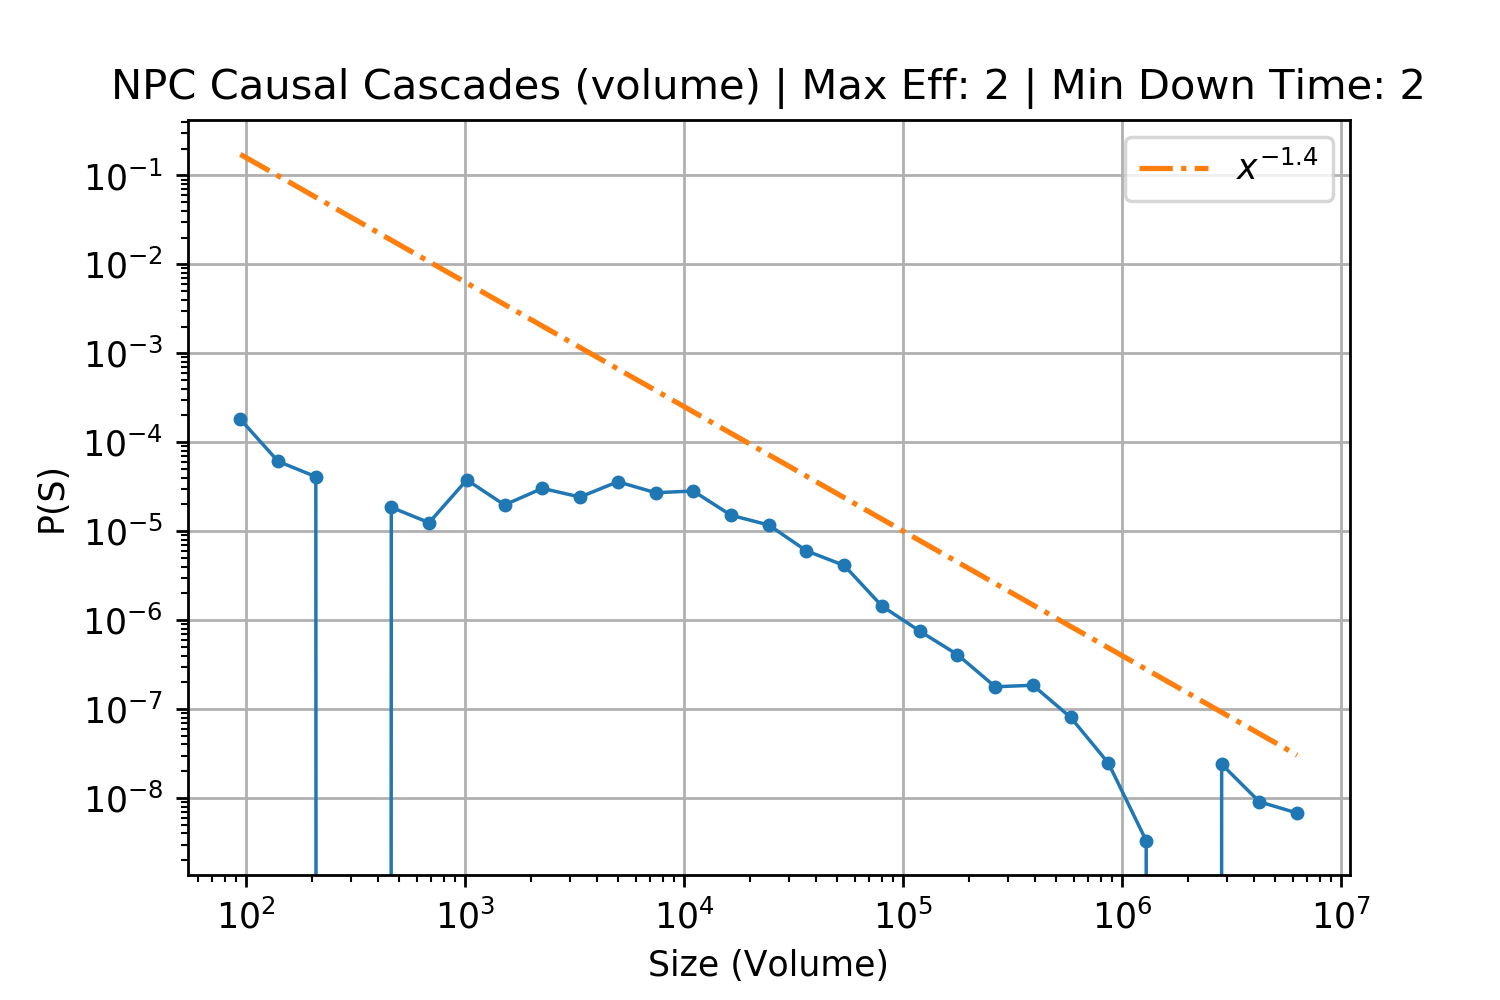 NPC Causal Cascades (volume) | Max Eff: 2 | Min Down Time: 2
x^{-1.4}
P(S)
10^{-1}
10^{-2}
10^{-3}
10^{-4}
10^{-5}
10^{-6}
10^{-7}
10^{-8}
10^2 10^3 10^4 10^5 10^6 10^7
Size (Volume)